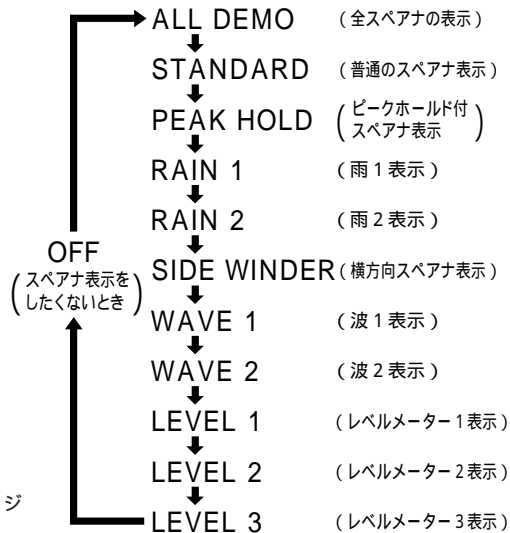 ALL DEMO (全スペアナの表示)
STANDARD (普通のスペアナ表示)
PEAK HOLD (ピークホールド付
スペアナ表示)
RAIN 1 (雨1表示)
RAIN 2 (雨2表示)
OFF
(スペアナ表示を
したくないとき)
SIDE WINDER (横方向スペアナ表示)
WAVE 1 (波1表示)
WAVE 2 (波2表示)
LEVEL 1 (レベルメーター1表示)
LEVEL 2 (レベルメーター2表示)
ジ
LEVEL 3 (レベルメーター3表示)